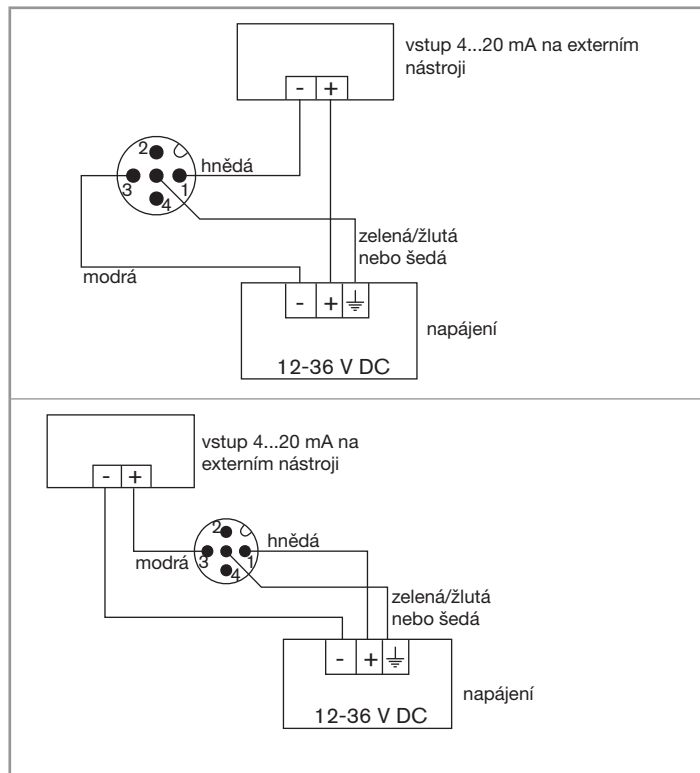 vstup 4...20 mA na externím
nástroji
- +
2
hnědá
3 1
4
zelená/žlutá
nebo šedá
modrá
- +
napájení
12-36 V DC
vstup 4...20 mA na
externím nástroji
- +
2
hnědá
modrá
3 1
4
zelená/žlutá
nebo šedá
- +
napájení
12-36 V DC